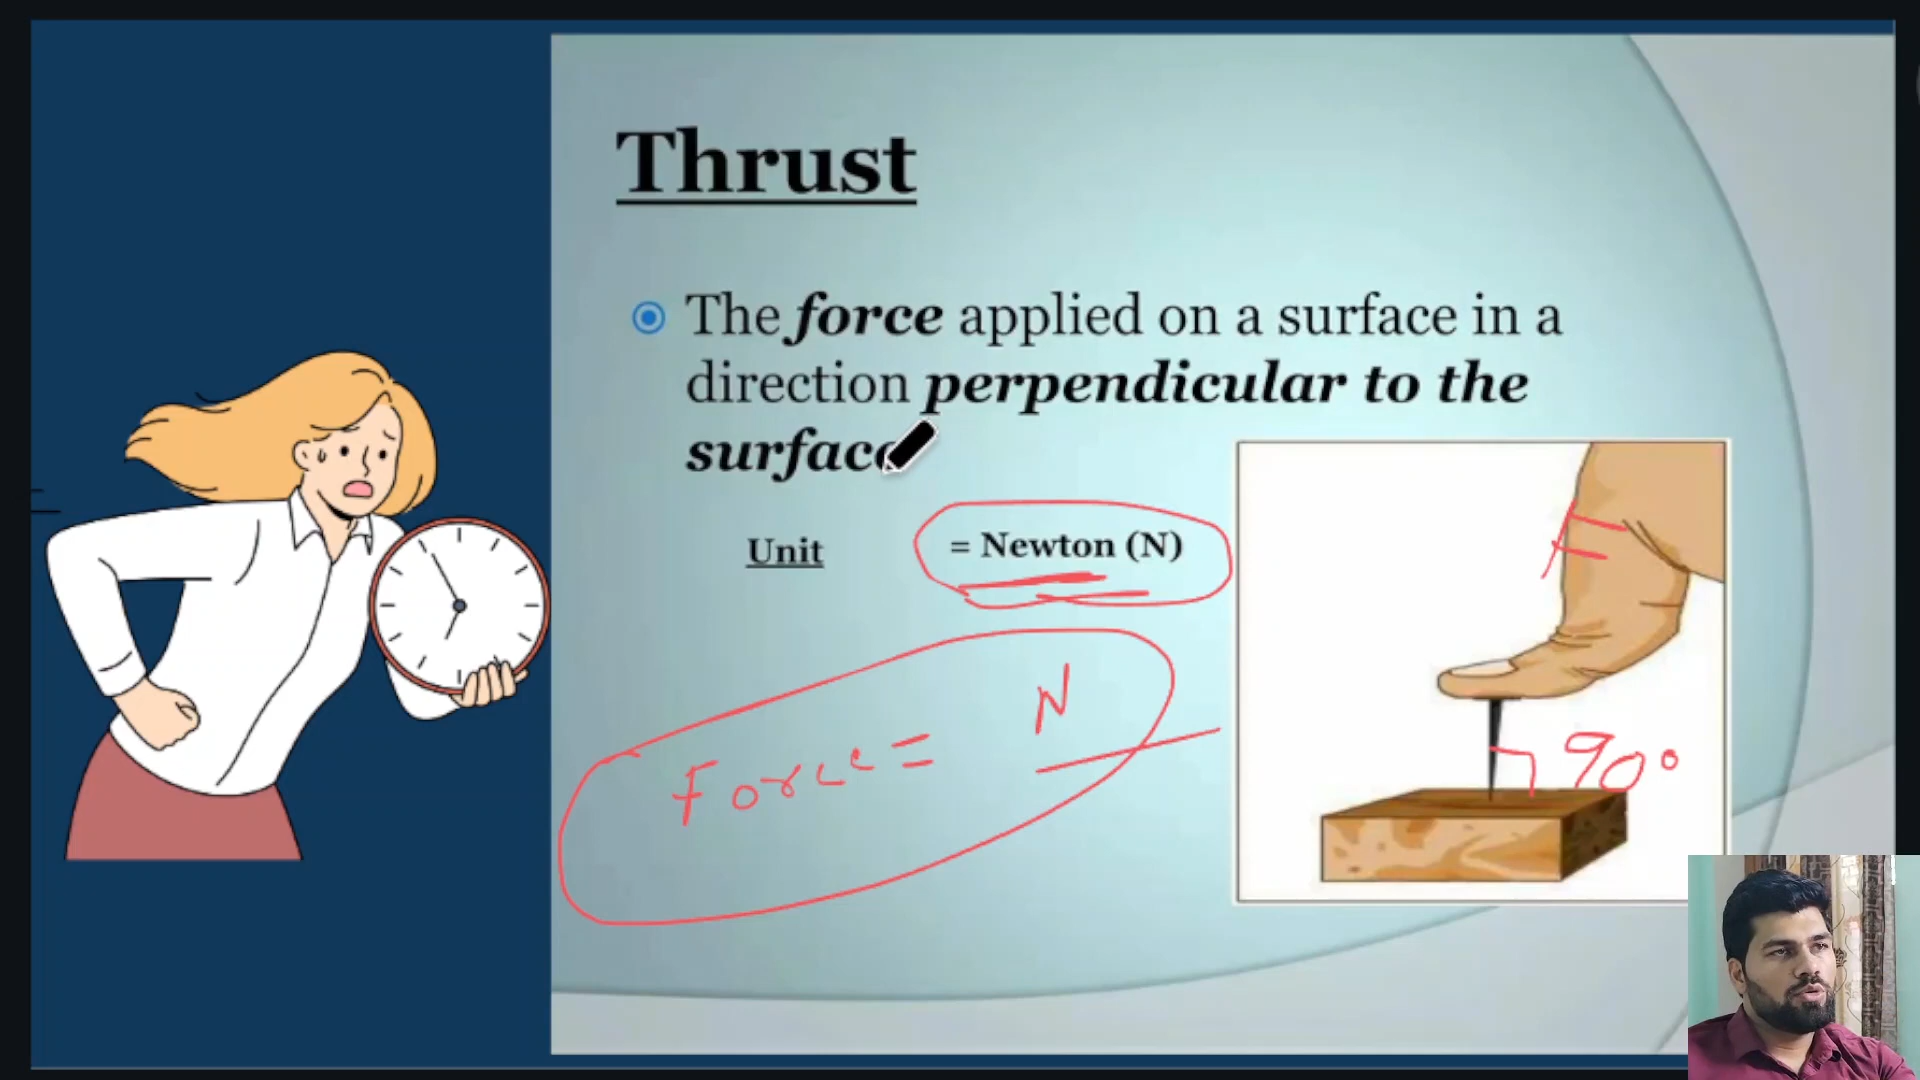 Thrust
The force applied on a surface in a
direction perpendicular to the
surface
Unit = Newton (N)
Force = N
F
90°